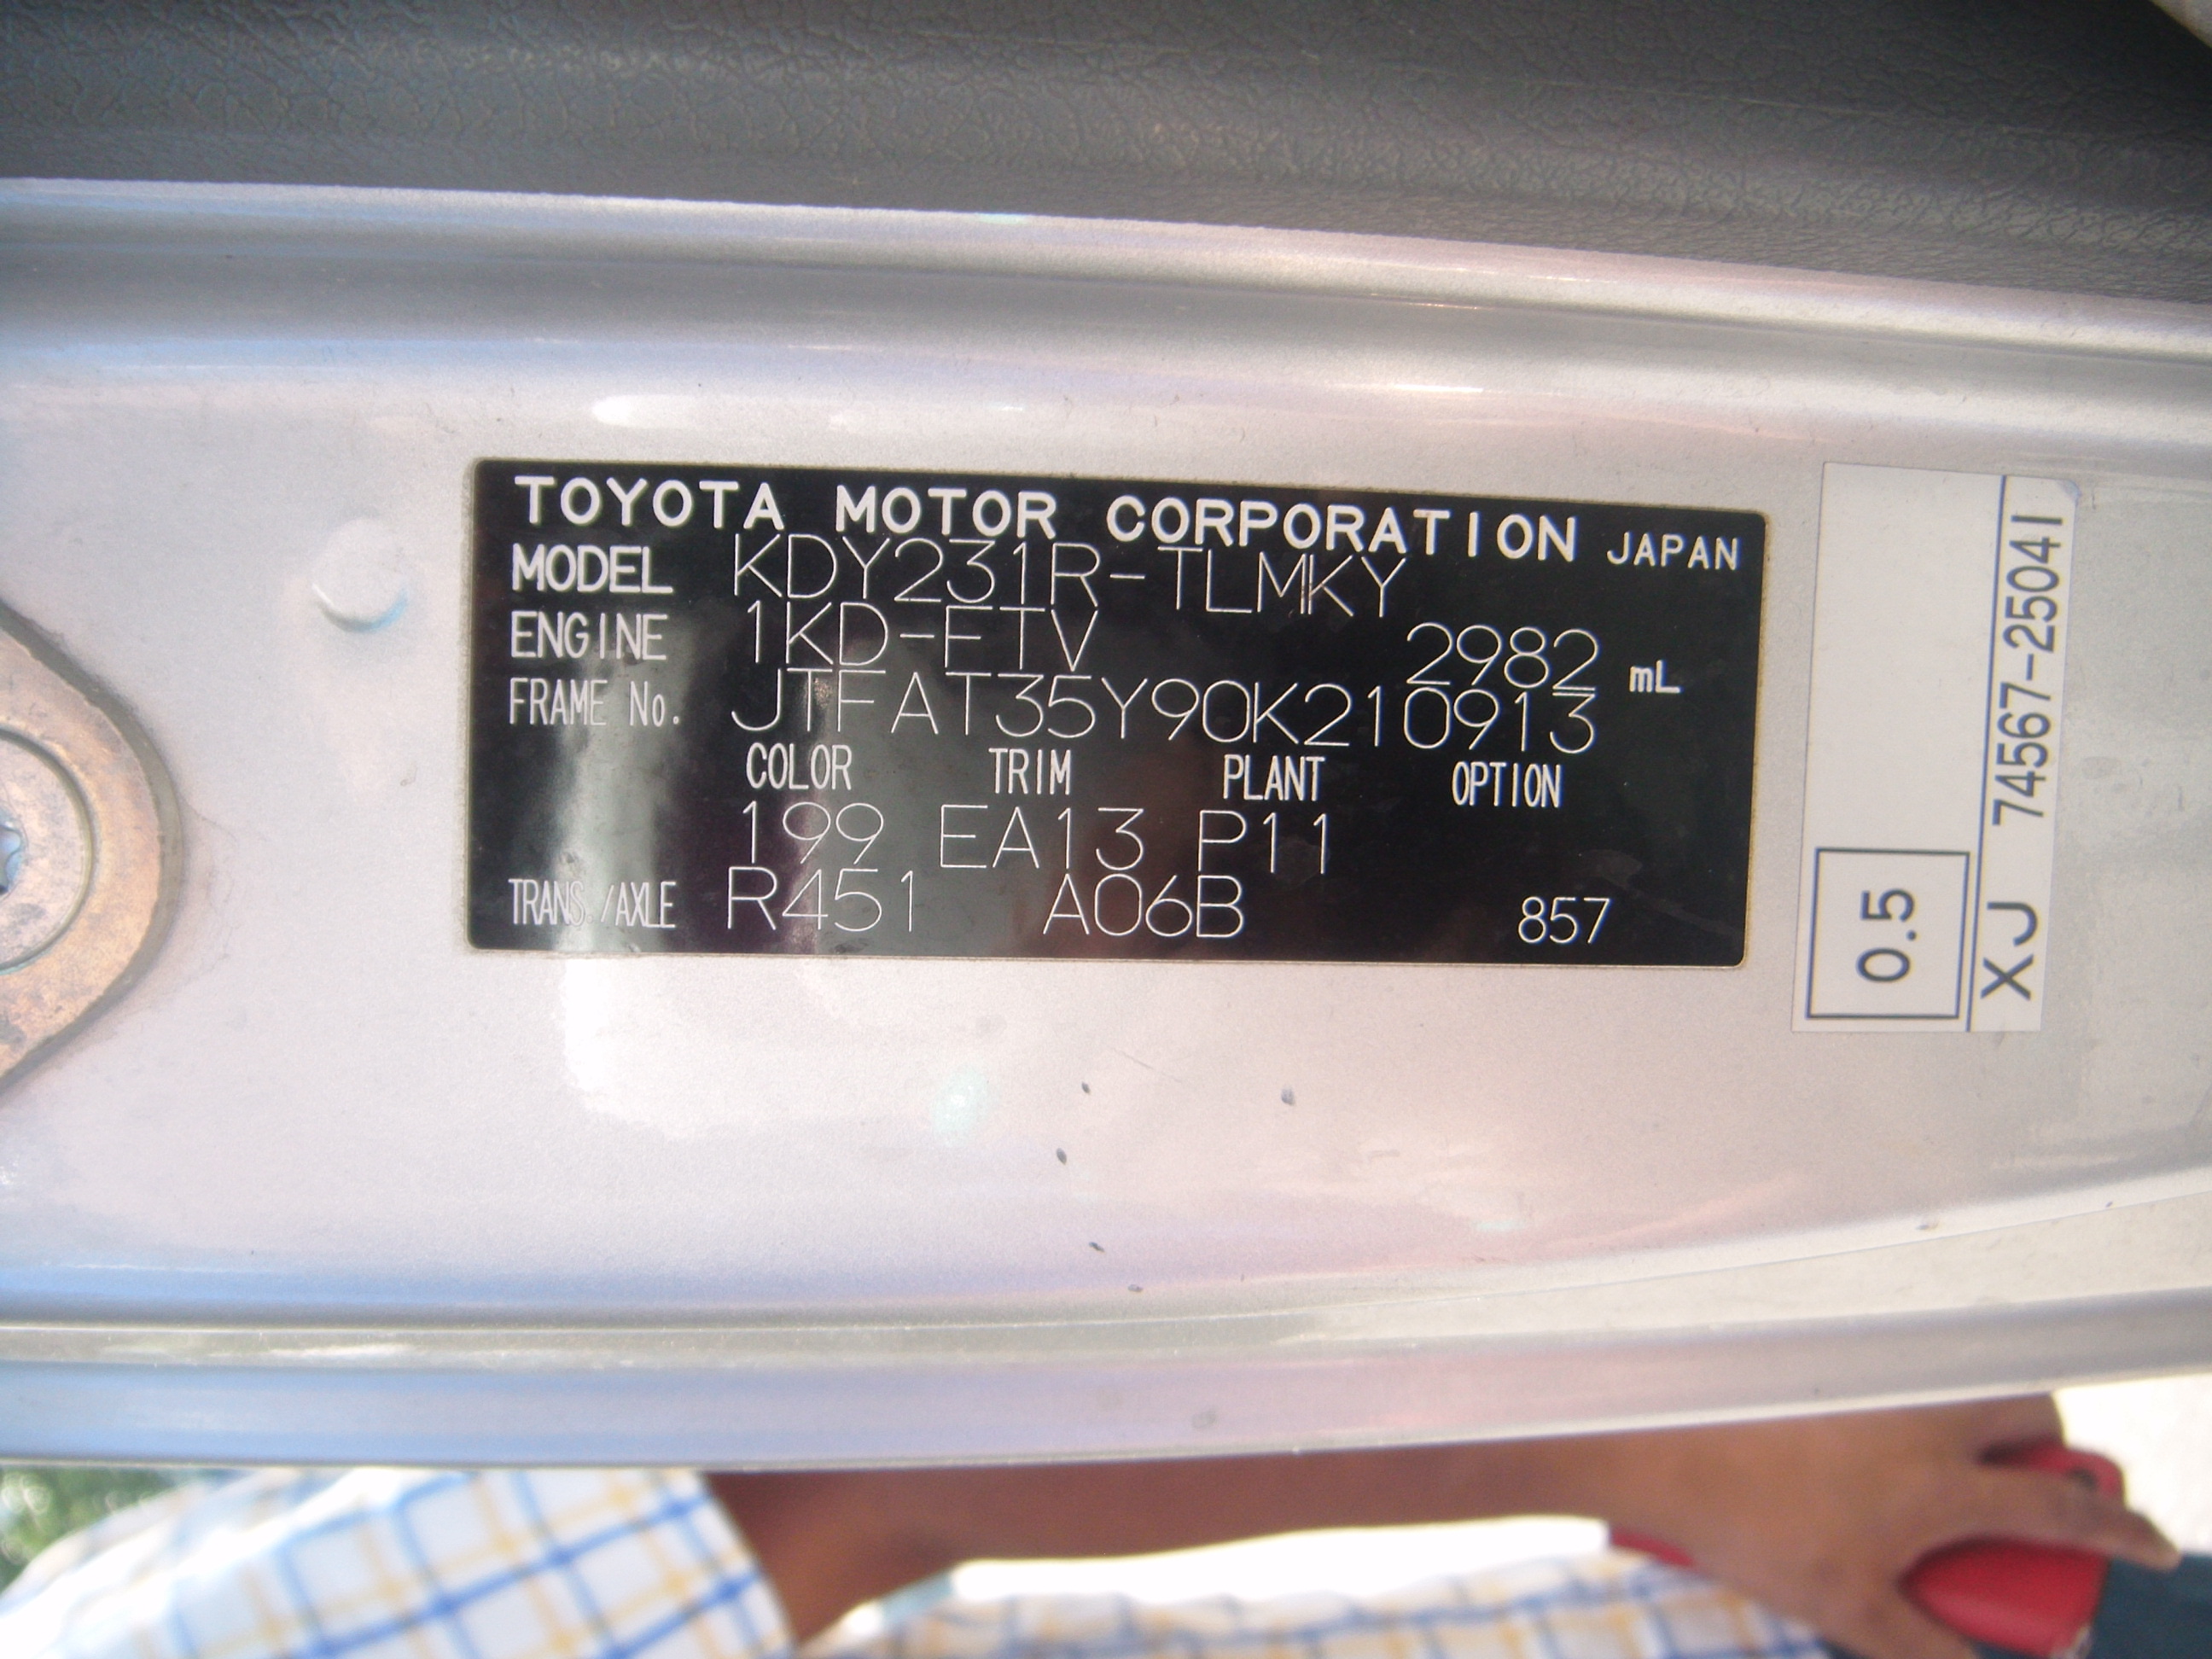 TOYOTA MOTOR CORPORATION JAPAN
MODEL KDY231R-TLMKY
ENGINE 1KD-FTV 2982 mL
FRAME No. JTFAT35Y90K210913
COLOR TRIM PLANT OPTION
199 EA13 P11
TRANS./AXLE R451 A06B 857
0.5
XJ 74567-25041